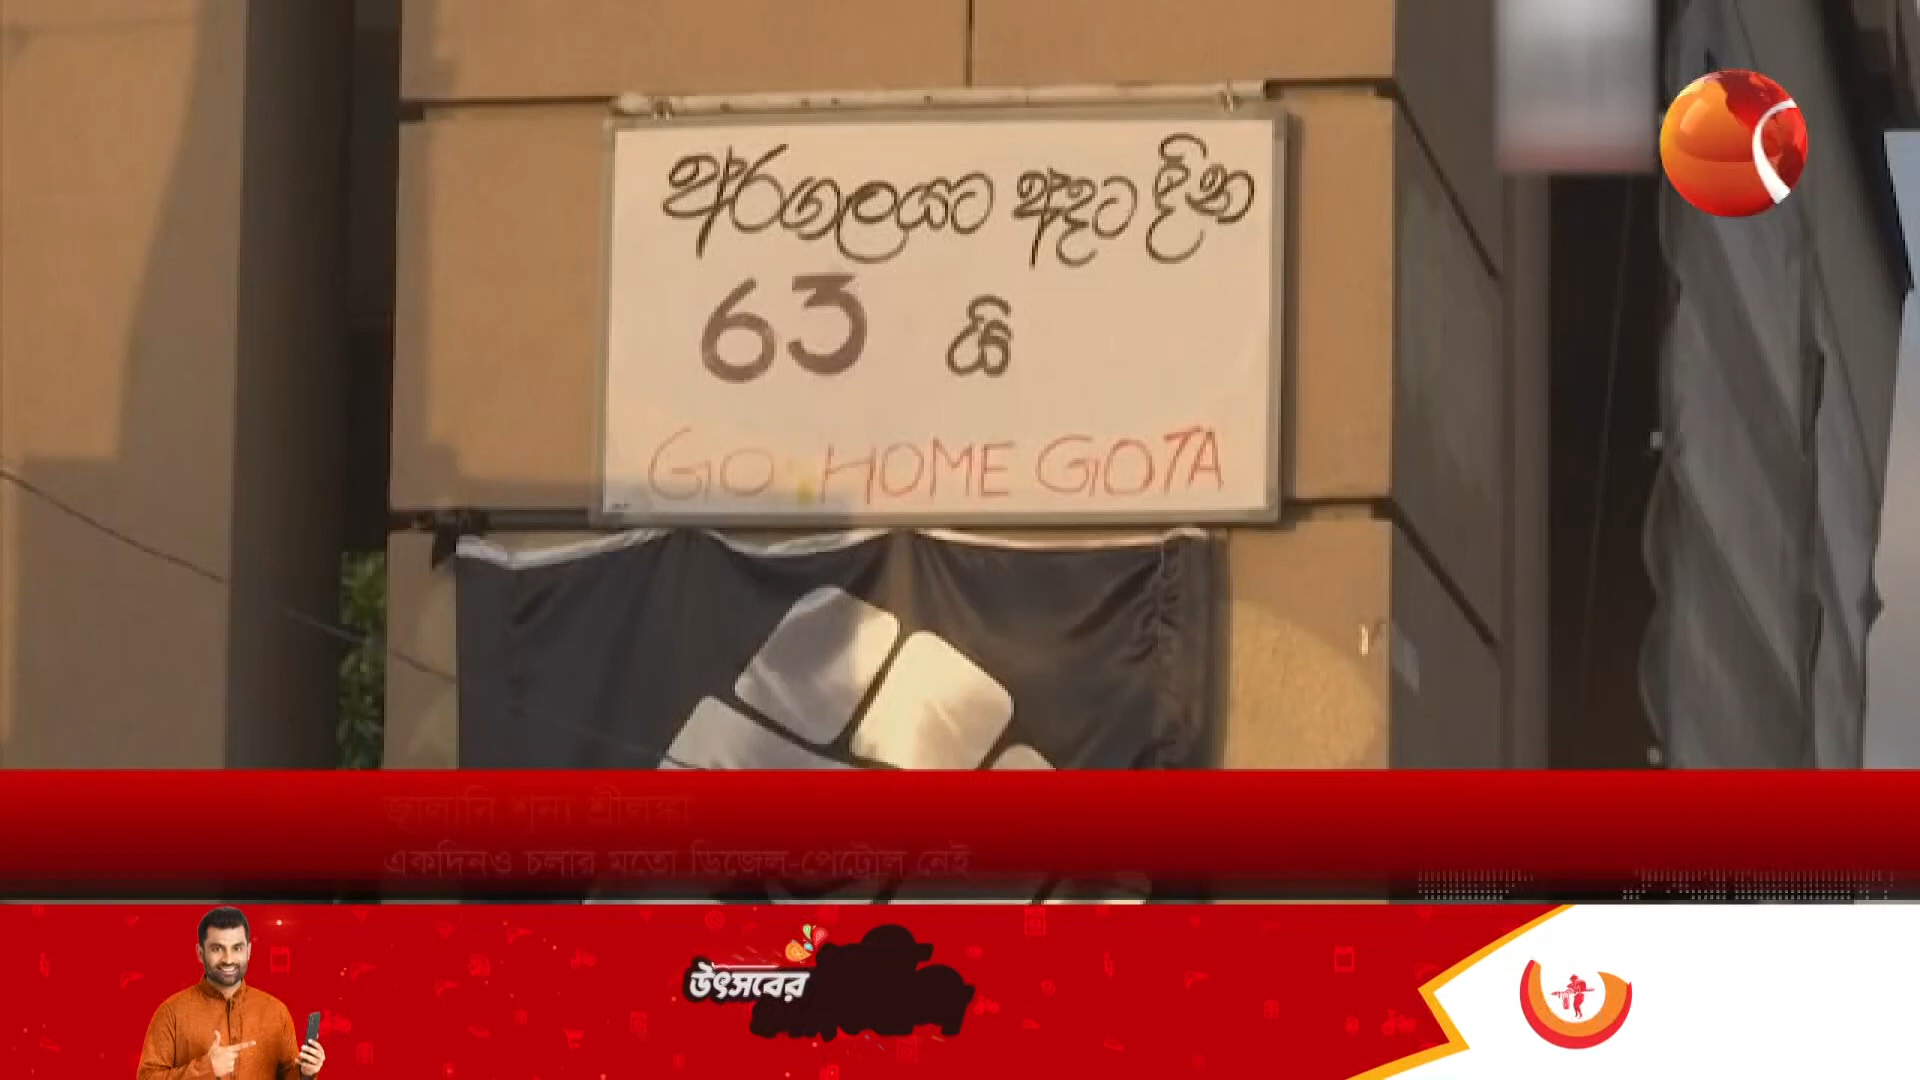 අරගලයට අදට දින
63 යි
GO HOME GOTA
জ্বালানি শূন্য শ্রীলঙ্কা
একদিনও চলার মতো ডিজেল-পেট্রোল নেই
উৎসবের